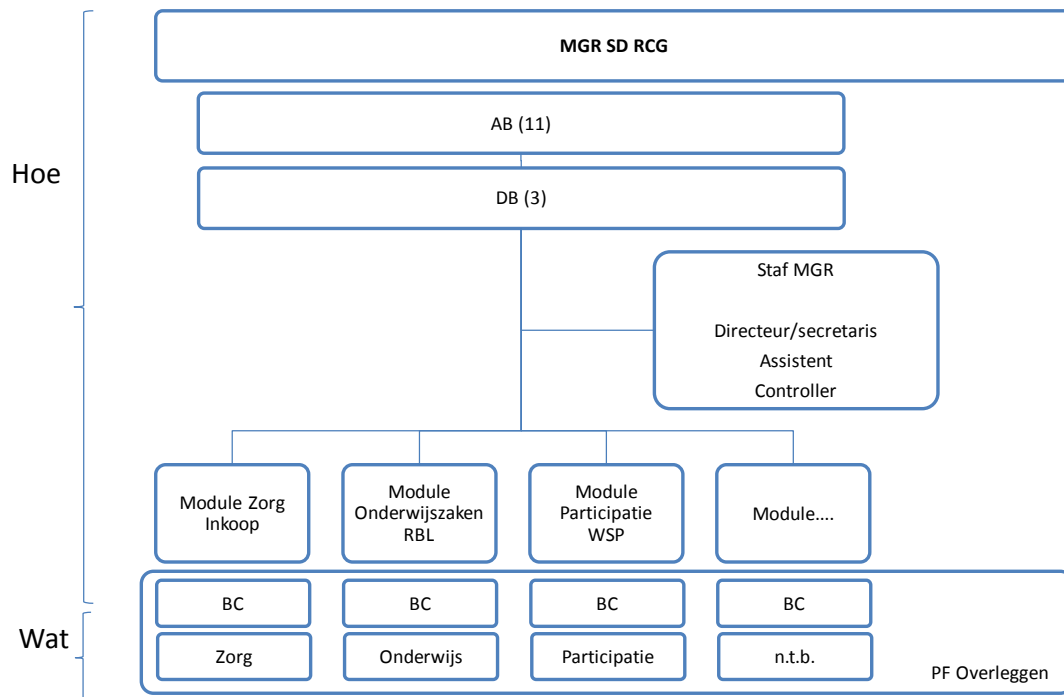 MGR SD RCG
AB (11)
Hoe
DB (3)
Staf MGR
Directeur/secretaris
Assistent
Controller
Module Zorg
Inkoop
Module
Onderwijszaken
RBL
Module
Participatie
WSP
Module....
BC
BC
BC
BC
Wat
Zorg
Onderwijs
Participatie
n.t.b.
PF Overleggen